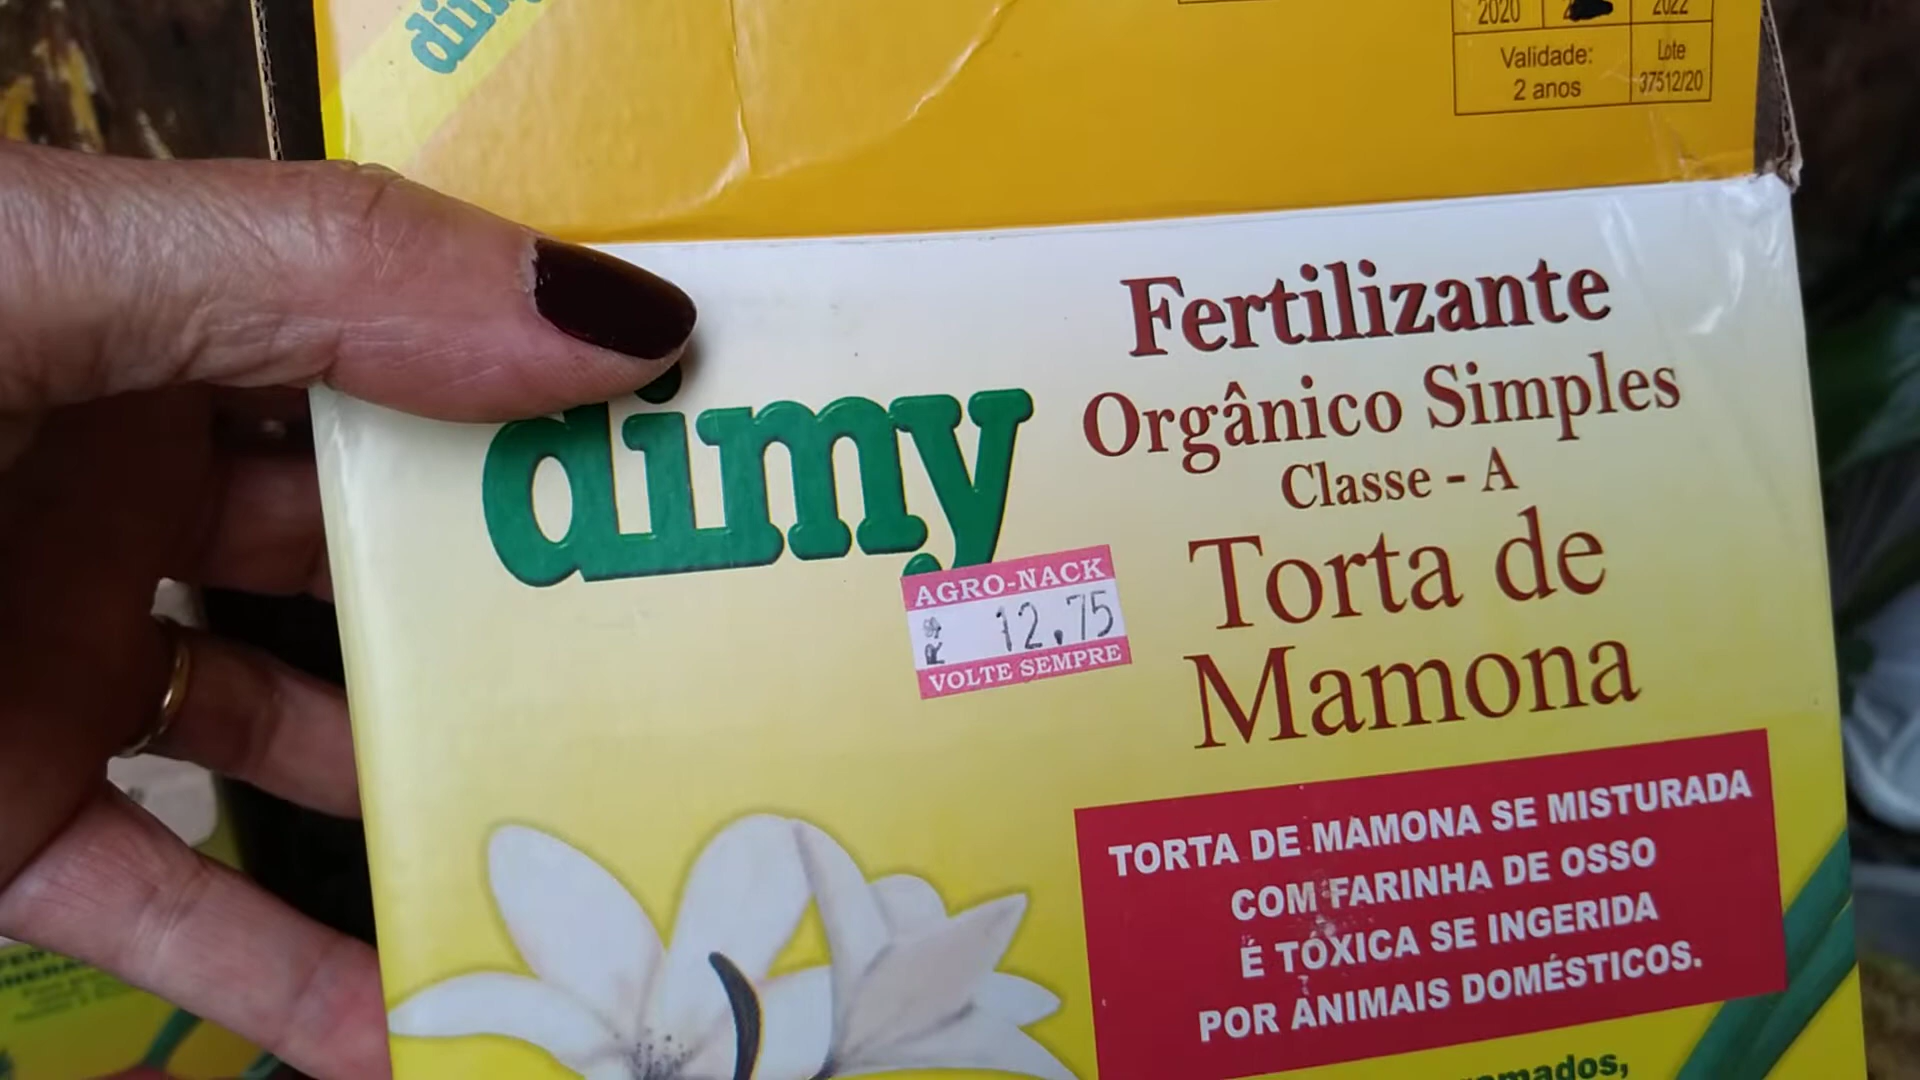 2020 2022
Validade: Lote
2 anos 37512/20
Fertilizante
Orgânico Simples
Classe - A
Torta de
Mamona
dimy
AGRO-NACK
R$ 12.75
VOLTE SEMPRE
TORTA DE MAMONA SE MISTURADA
COM FARINHA DE OSSO
É TÓXICA SE INGERIDA
POR ANIMAIS DOMÉSTICOS.